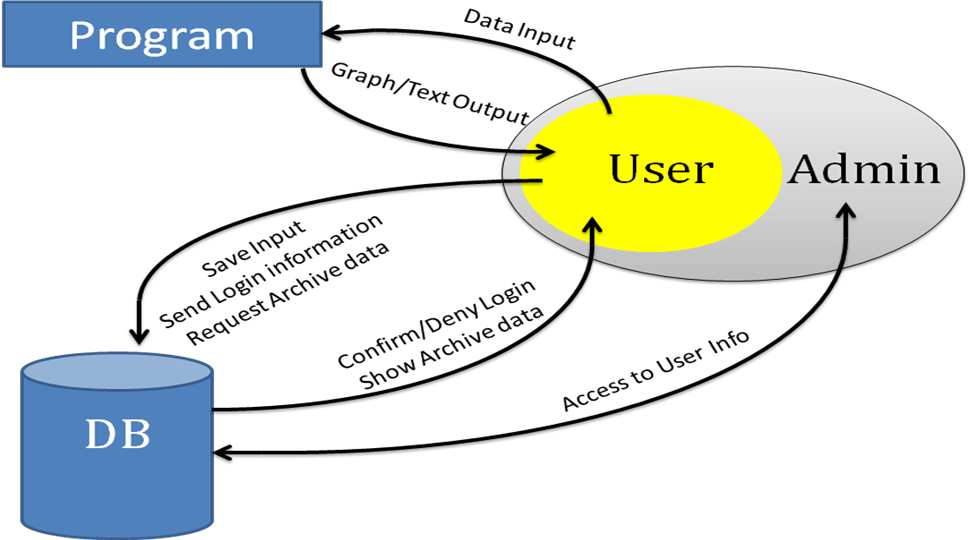 Program
Data Input
Graph/Text Output
User
Admin
Save Input
Send Login information
Request Archive data
Confirm/Deny Login
Show Archive data
Access to User Info
DB